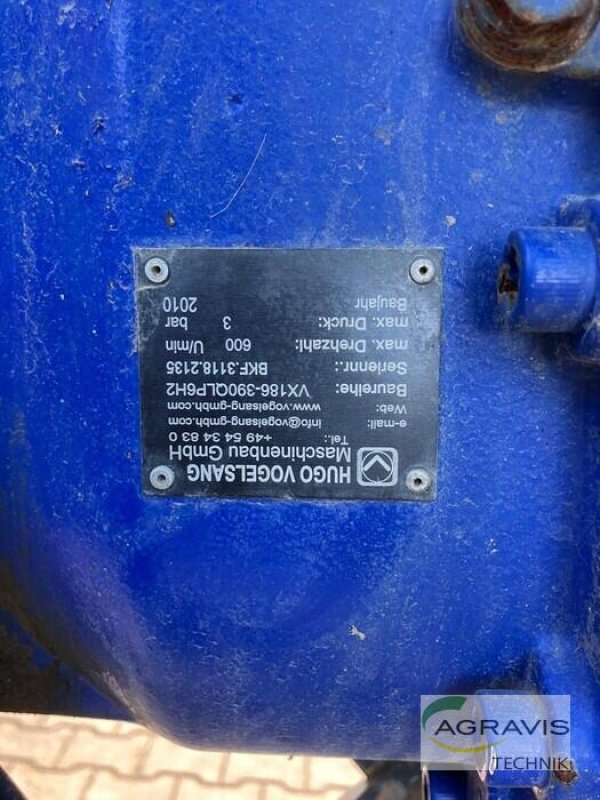 HUGO VOGELSANG
Maschinenbau GmbH
Tel.: +49 54 34 83 0
e-mail: info@vogelsang-gmbh.com
Web: www.vogelsang-gmbh.com
Baureihe: VX186-390QLP6H2
Seriennr.: BKF.3118.2135
max. Drehzahl: 600 U/min
max. Druck: 3 bar
Baujahr 2010
AGRAVIS
TECHNIK